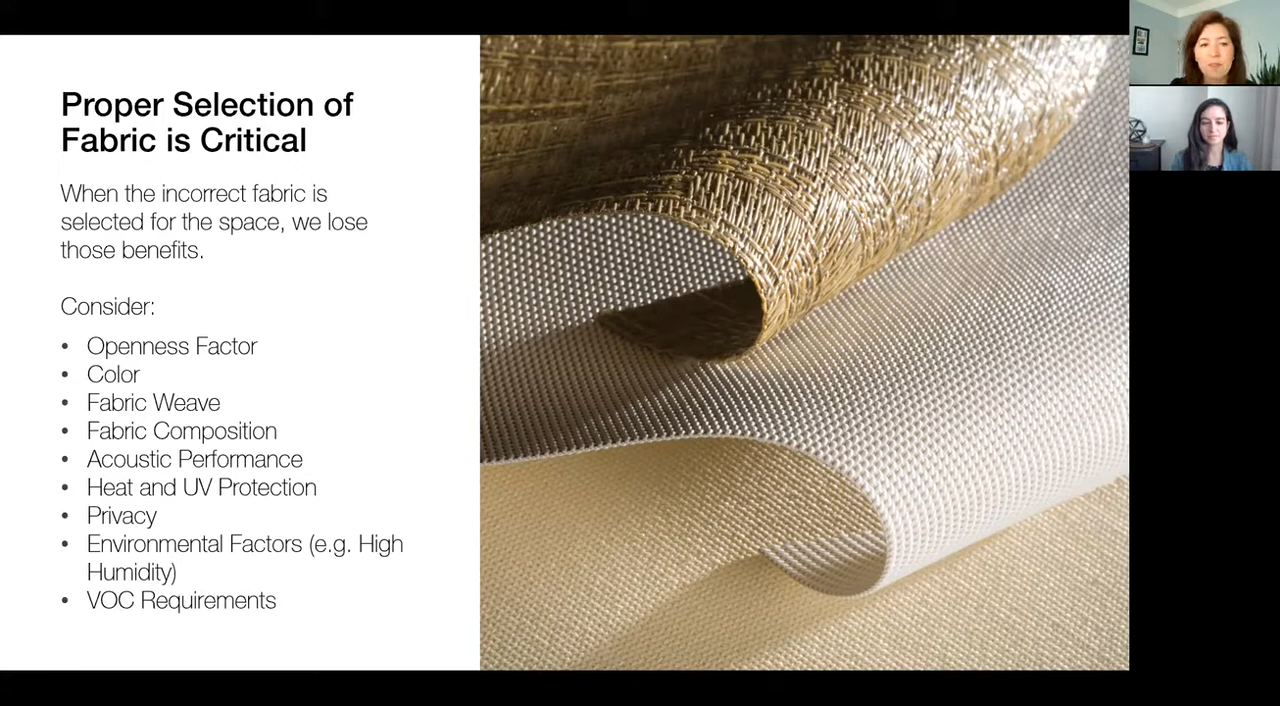 Proper Selection of
Fabric is Critical
When the incorrect fabric is
selected for the space, we lose
those benefits.
Consider:
• Openness Factor
• Color
• Fabric Weave
• Fabric Composition
• Acoustic Performance
• Heat and UV Protection
• Privacy
• Environmental Factors (e.g. High
Humidity)
• VOC Requirements